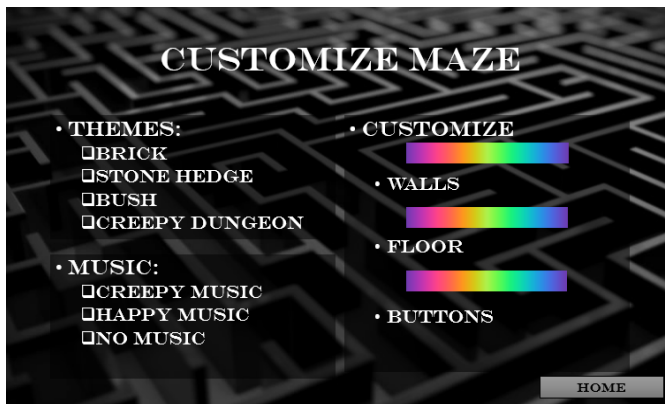 CUSTOMIZE MAZE
• THEMES:
❑BRICK
❑STONE HEDGE
❑BUSH
❑CREEPY DUNGEON
• MUSIC:
❑CREEPY MUSIC
❑HAPPY MUSIC
❑NO MUSIC
• CUSTOMIZE
• WALLS
• FLOOR
• BUTTONS
HOME